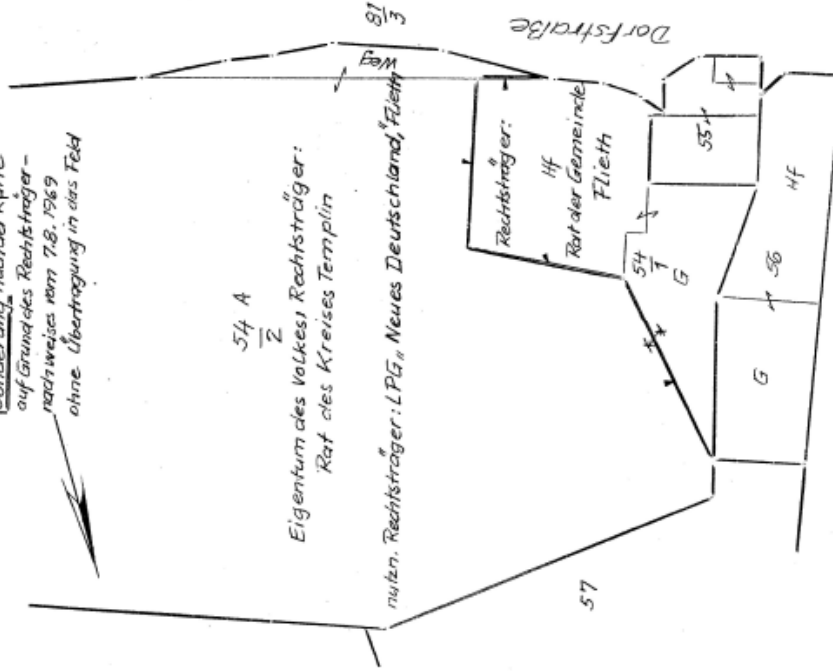 Sonderung nach der Karte
auf Grund des Rechtsträger-
nachweises vom 7.8.1969
ohne Übertragung in das Feld
54 A
2
Eigentum des Volkes, Rechtsträger:
Rat des Kreises Templin
nutzn. Rechtsträger: LPG „Neues Deutschland," Flieth
Weg
81
3
Dorfstraße
Rechtsträger:
Hf
Rat der Gemeinde
Flieth
54
1
G
55
Hf
56
G
57